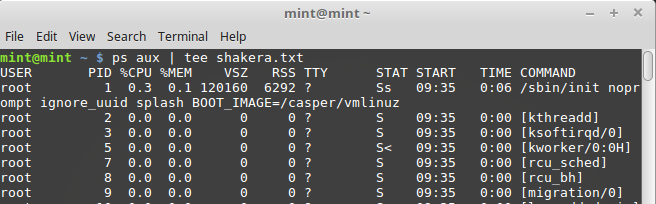 mint@mint ~
File Edit View Search Terminal Help
mint@mint ~ $ ps aux | tee shakera.txt
USER       PID %CPU %MEM    VSZ   RSS TTY      STAT START   TIME COMMAND
root         1  0.3  0.1 120160  6292 ?        Ss   09:35   0:06 /sbin/init nopr
ompt ignore_uuid splash BOOT_IMAGE=/casper/vmlinuz
root         2  0.0  0.0      0     0 ?        S    09:35   0:00 [kthreadd]
root         3  0.0  0.0      0     0 ?        S    09:35   0:00 [ksoftirqd/0]
root         5  0.0  0.0      0     0 ?        S<   09:35   0:00 [kworker/0:0H]
root         7  0.0  0.0      0     0 ?        S    09:35   0:00 [rcu_sched]
root         8  0.0  0.0      0     0 ?        S    09:35   0:00 [rcu_bh]
root         9  0.0  0.0      0     0 ?        S    09:35   0:00 [migration/0]